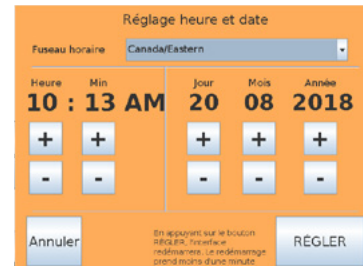 Réglage heure et date
Fuseau horaire Canada/Eastern
Heure Min Jour Mois Année
10 : 13 AM 20 08 2018
+ + + + +
- - - - -
Annuler
En appuyant sur le bouton
RÉGLER, l'interface
redémarrera. Le redémarrage
prend moins d'une minute
RÉGLER